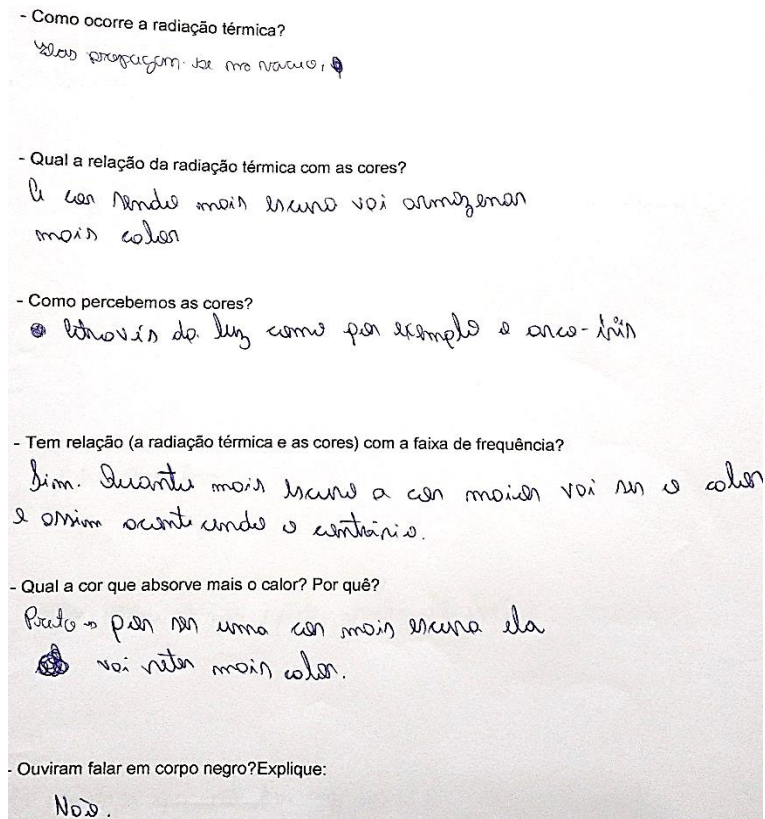 - Como ocorre a radiação térmica?
Elas propagam-se no vacuo,
- Qual a relação da radiação térmica com as cores?
A cor sendo mais escura vai armazenar
mais calor
- Como percebemos as cores?
Através da luz como por exemplo o arco-íris
- Tem relação (a radiação térmica e as cores) com a faixa de frequência?
Sim. Quanto mais escuro a cor maior vai ser o calor
e assim acontecendo o contrário.
- Qual a cor que absorve mais o calor? Por quê?
Preto → por ser uma cor mais escura ela
vai reter mais calor.
- Ouviram falar em corpo negro?Explique:
Não.